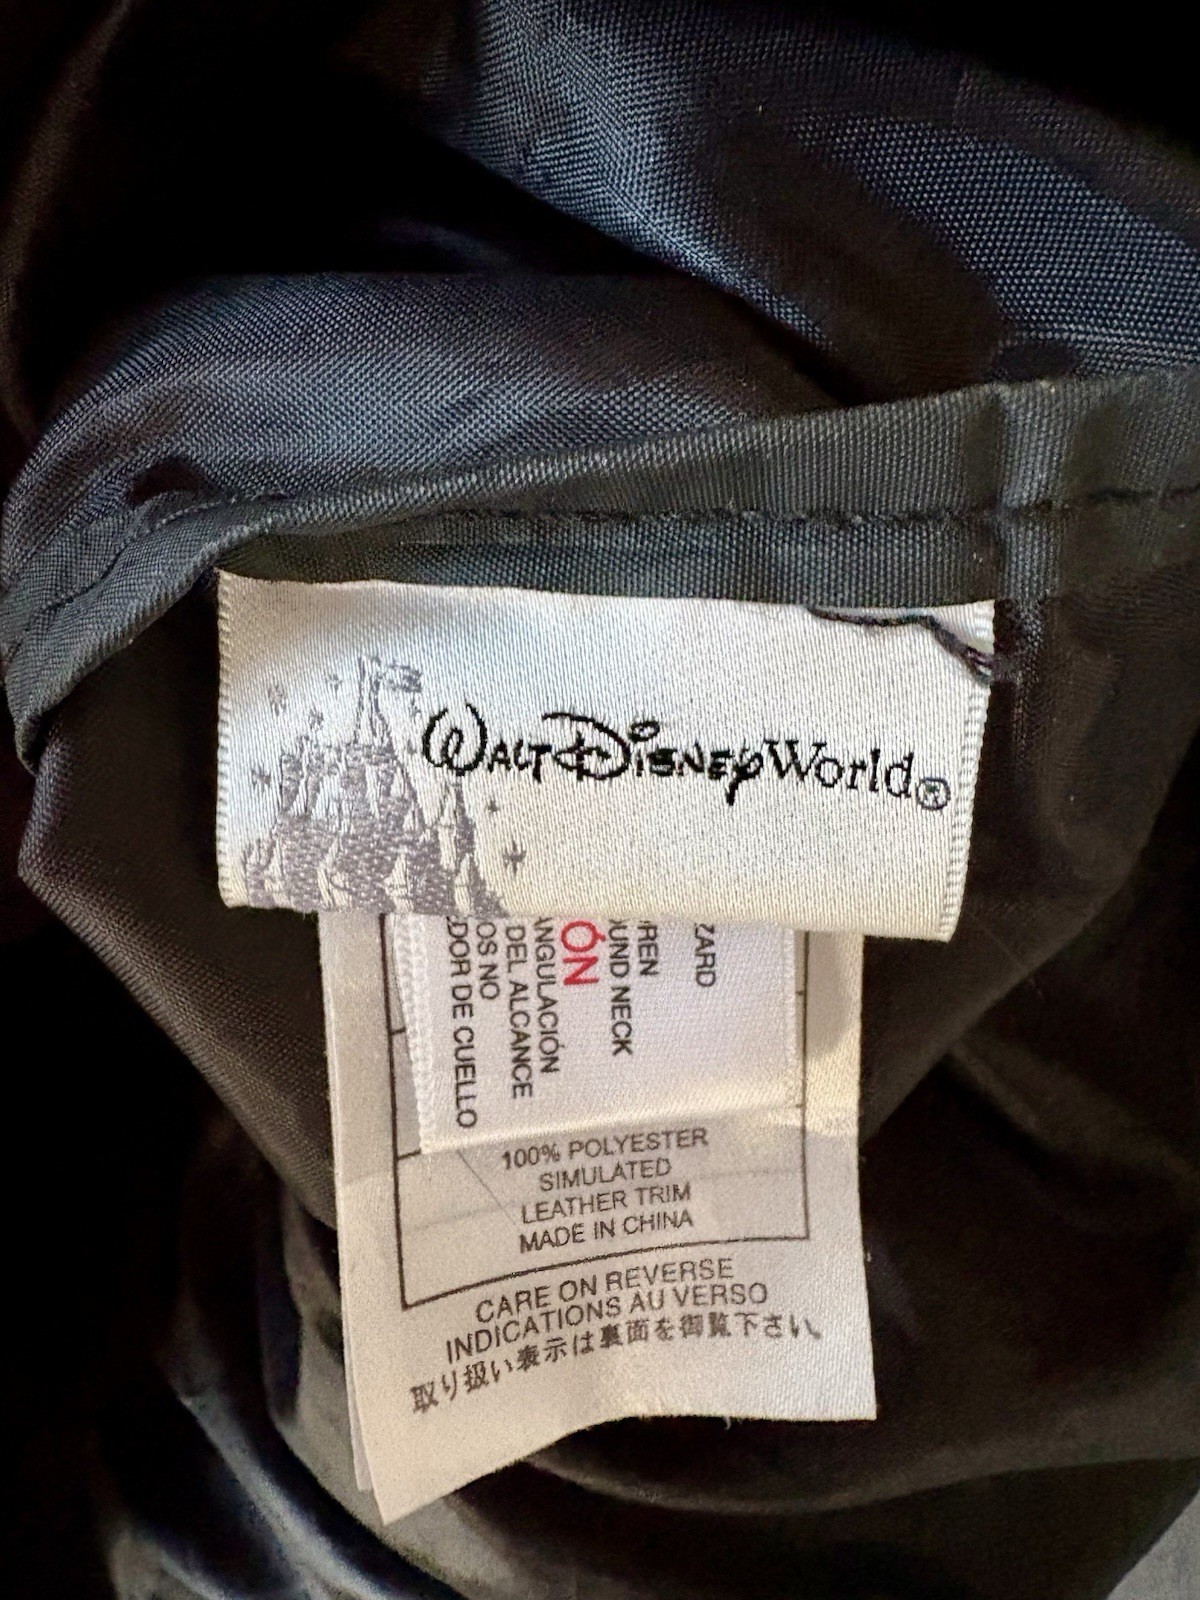 WALT DISNEY World®
ZARD
REN
UND NECK
ÓN
ANGULACIÓN
DEL ALCANCE
OS NO
DOR DE CUELLO
100% POLYESTER
SIMULATED
LEATHER TRIM
MADE IN CHINA
CARE ON REVERSE
INDICATIONS AU VERSO
取り扱い表示は裏面を御覧下さい。